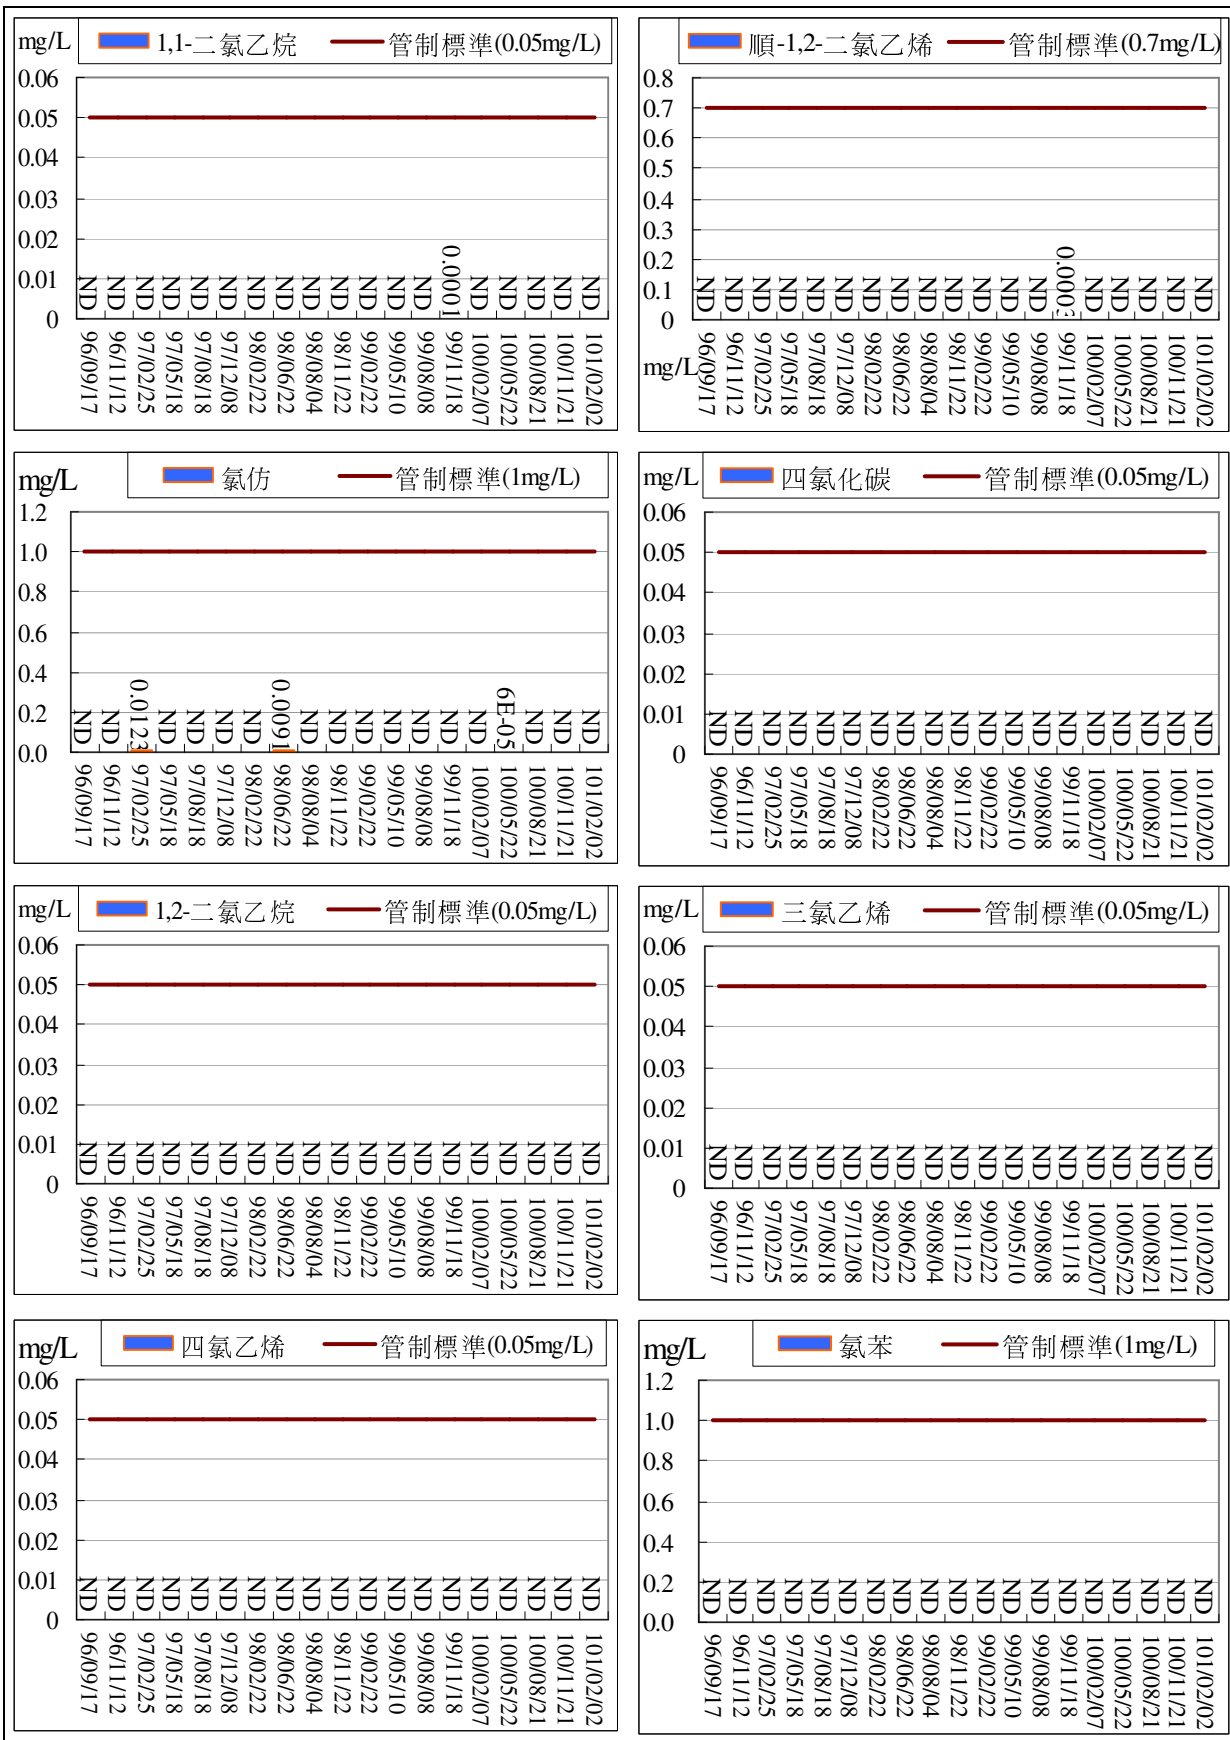 mg/L 1,1-二氯乙烷 管制標準(0.05mg/L)
0.06
0.05
0.04
0.03
0.02
0.01
0
ND ND ND ND ND ND ND ND ND ND ND ND ND 0.0001 ND ND ND ND ND
96/09/17 96/11/12 97/02/25 97/05/18 97/08/18 97/12/08 98/02/22 98/06/22 98/08/04 98/11/22 99/02/22 99/05/10 99/08/08 99/11/18 100/02/07 100/05/22 100/08/21 100/11/21 101/02/02
順-1,2-二氯乙烯 管制標準(0.7mg/L)
0.8
0.7
0.6
0.5
0.4
0.3
0.2
0.1
0
ND ND ND ND ND ND ND ND ND ND ND ND ND 0.0003 ND ND ND ND ND
mg/L
96/09/17 96/11/12 97/02/25 97/05/18 97/08/18 97/12/08 98/02/22 98/06/22 98/08/04 98/11/22 99/02/22 99/05/10 99/08/08 99/11/18 100/02/07 100/05/22 100/08/21 100/11/21 101/02/02
mg/L 氯仿 管制標準(1mg/L)
1.2
1.0
0.8
0.6
0.4
0.2
0.0
ND ND 0.0123 ND ND ND ND 0.0091 ND ND ND ND ND ND ND 6E-05 ND ND ND
96/09/17 96/11/12 97/02/25 97/05/18 97/08/18 97/12/08 98/02/22 98/06/22 98/08/04 98/11/22 99/02/22 99/05/10 99/08/08 99/11/18 100/02/07 100/05/22 100/08/21 100/11/21 101/02/02
mg/L 四氯化碳 管制標準(0.05mg/L)
0.06
0.05
0.04
0.03
0.02
0.01
0
ND ND ND ND ND ND ND ND ND ND ND ND ND ND ND ND ND ND ND
96/09/17 96/11/12 97/02/25 97/05/18 97/08/18 97/12/08 98/02/22 98/06/22 98/08/04 98/11/22 99/02/22 99/05/10 99/08/08 99/11/18 100/02/07 100/05/22 100/08/21 100/11/21 101/02/02
mg/L 1,2-二氯乙烷 管制標準(0.05mg/L)
0.06
0.05
0.04
0.03
0.02
0.01
0
ND ND ND ND ND ND ND ND ND ND ND ND ND ND ND ND ND ND ND
96/09/17 96/11/12 97/02/25 97/05/18 97/08/18 97/12/08 98/02/22 98/06/22 98/08/04 98/11/22 99/02/22 99/05/10 99/08/08 99/11/18 100/02/07 100/05/22 100/08/21 100/11/21 101/02/02
mg/L 三氯乙烯 管制標準(0.05mg/L)
0.06
0.05
0.04
0.03
0.02
0.01
0
ND ND ND ND ND ND ND ND ND ND ND ND ND ND ND ND ND ND ND
96/09/17 96/11/12 97/02/25 97/05/18 97/08/18 97/12/08 98/02/22 98/06/22 98/08/04 98/11/22 99/02/22 99/05/10 99/08/08 99/11/18 100/02/07 100/05/22 100/08/21 100/11/21 101/02/02
mg/L 四氯乙烯 管制標準(0.05mg/L)
0.06
0.05
0.04
0.03
0.02
0.01
0
ND ND ND ND ND ND ND ND ND ND ND ND ND ND ND ND ND ND ND
96/09/17 96/11/12 97/02/25 97/05/18 97/08/18 97/12/08 98/02/22 98/06/22 98/08/04 98/11/22 99/02/22 99/05/10 99/08/08 99/11/18 100/02/07 100/05/22 100/08/21 100/11/21 101/02/02
mg/L 氯苯 管制標準(1mg/L)
1.2
1.0
0.8
0.6
0.4
0.2
0.0
ND ND ND ND ND ND ND ND ND ND ND ND ND ND ND ND ND ND ND
96/09/17 96/11/12 97/02/25 97/05/18 97/08/18 97/12/08 98/02/22 98/06/22 98/08/04 98/11/22 99/02/22 99/05/10 99/08/08 99/11/18 100/02/07 100/05/22 100/08/21 100/11/21 101/02/02